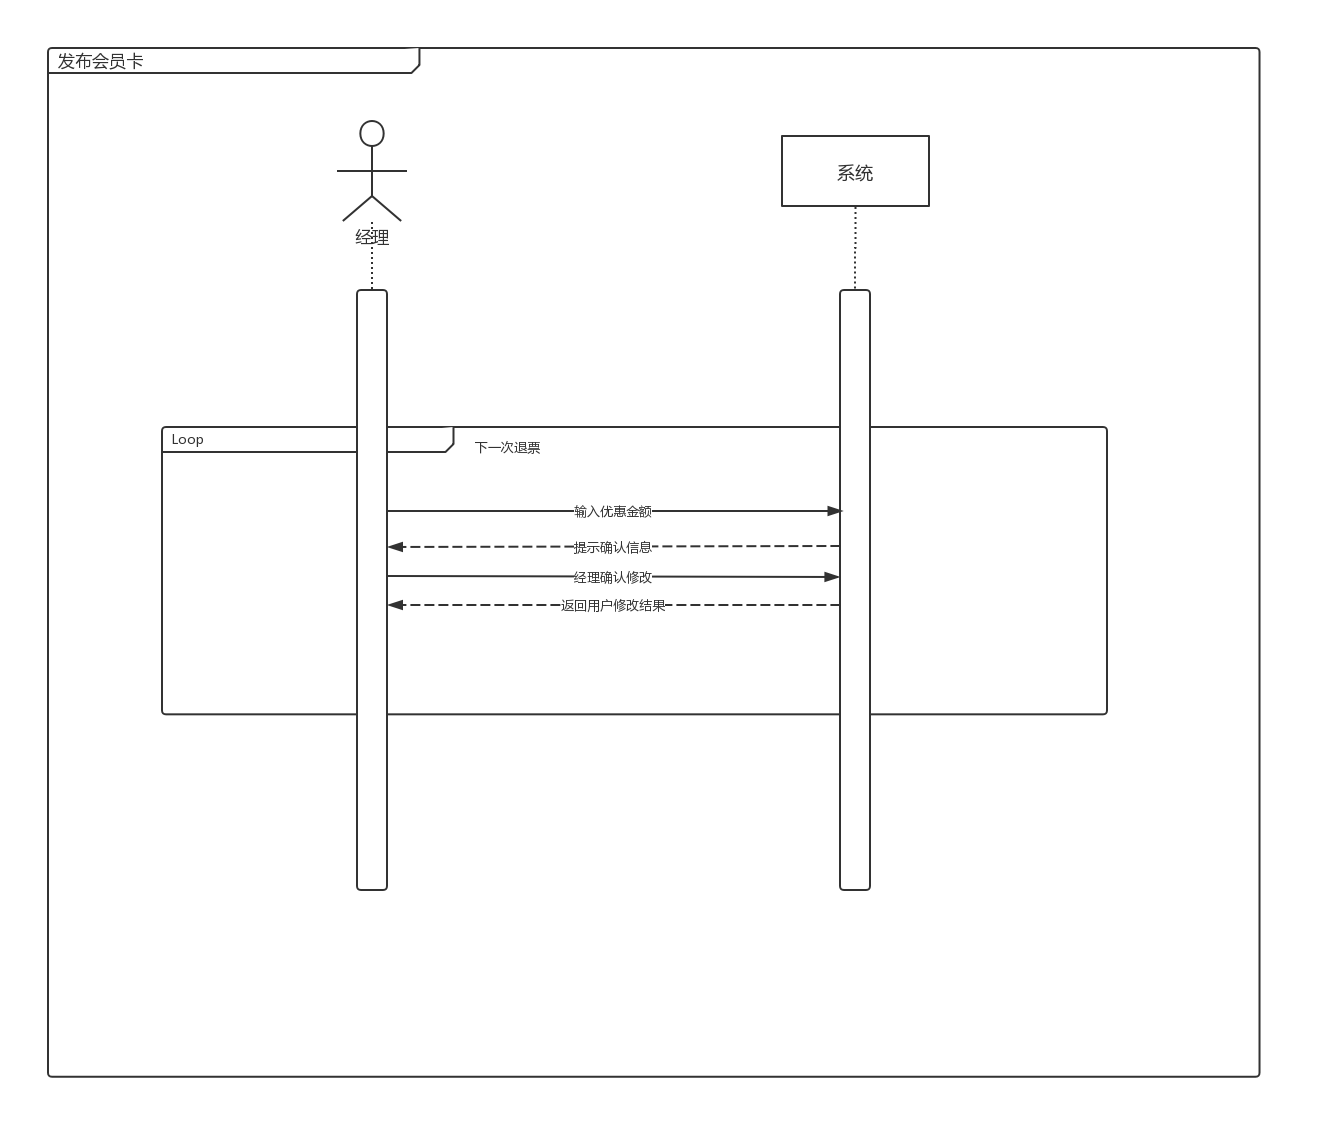 发布会员卡
系统
经理
Loop
下一次退票
输入优惠金额
提示确认信息
经理确认修改
返回用户修改结果